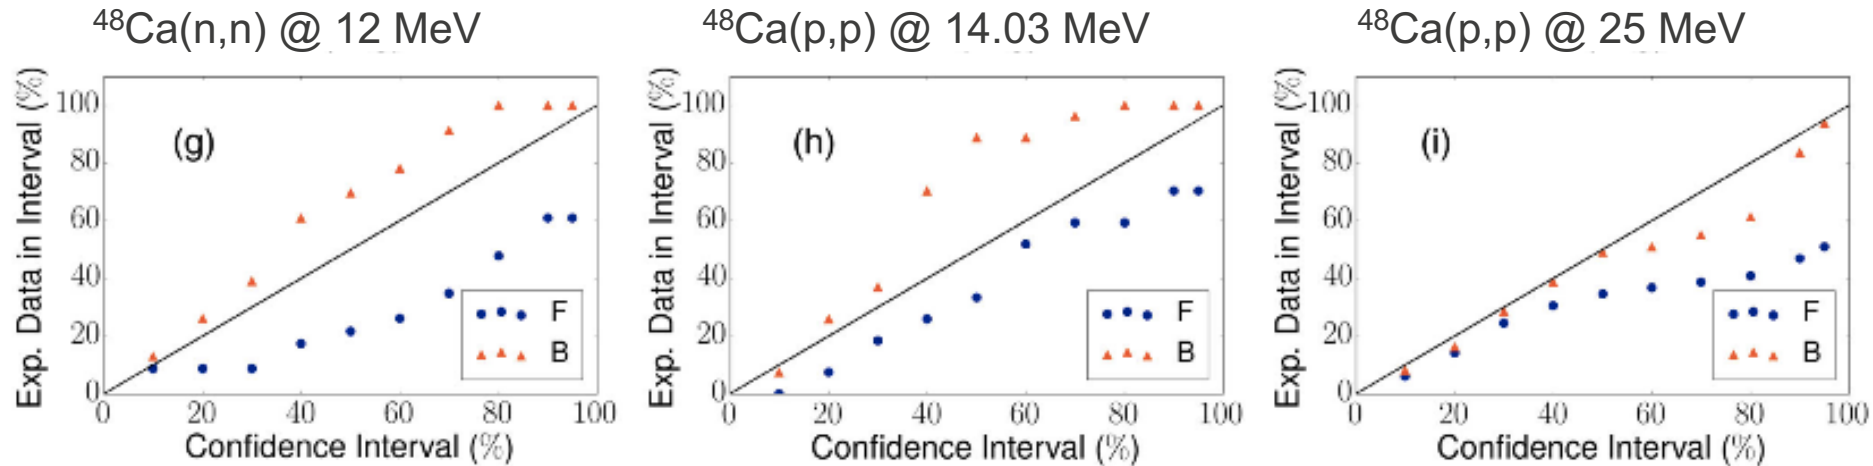 ⁴⁸Ca(n,n) @ 12 MeV
Exp. Data in Interval (%)
100
80
60
40
20
0
(g)
F
B
0 20 40 60 80 100
Confidence Interval (%)
⁴⁸Ca(p,p) @ 14.03 MeV
Exp. Data in Interval (%)
100
80
60
40
20
0
(h)
F
B
0 20 40 60 80 100
Confidence Interval (%)
⁴⁸Ca(p,p) @ 25 MeV
Exp. Data in Interval (%)
100
80
60
40
20
0
(i)
F
B
0 20 40 60 80 100
Confidence Interval (%)